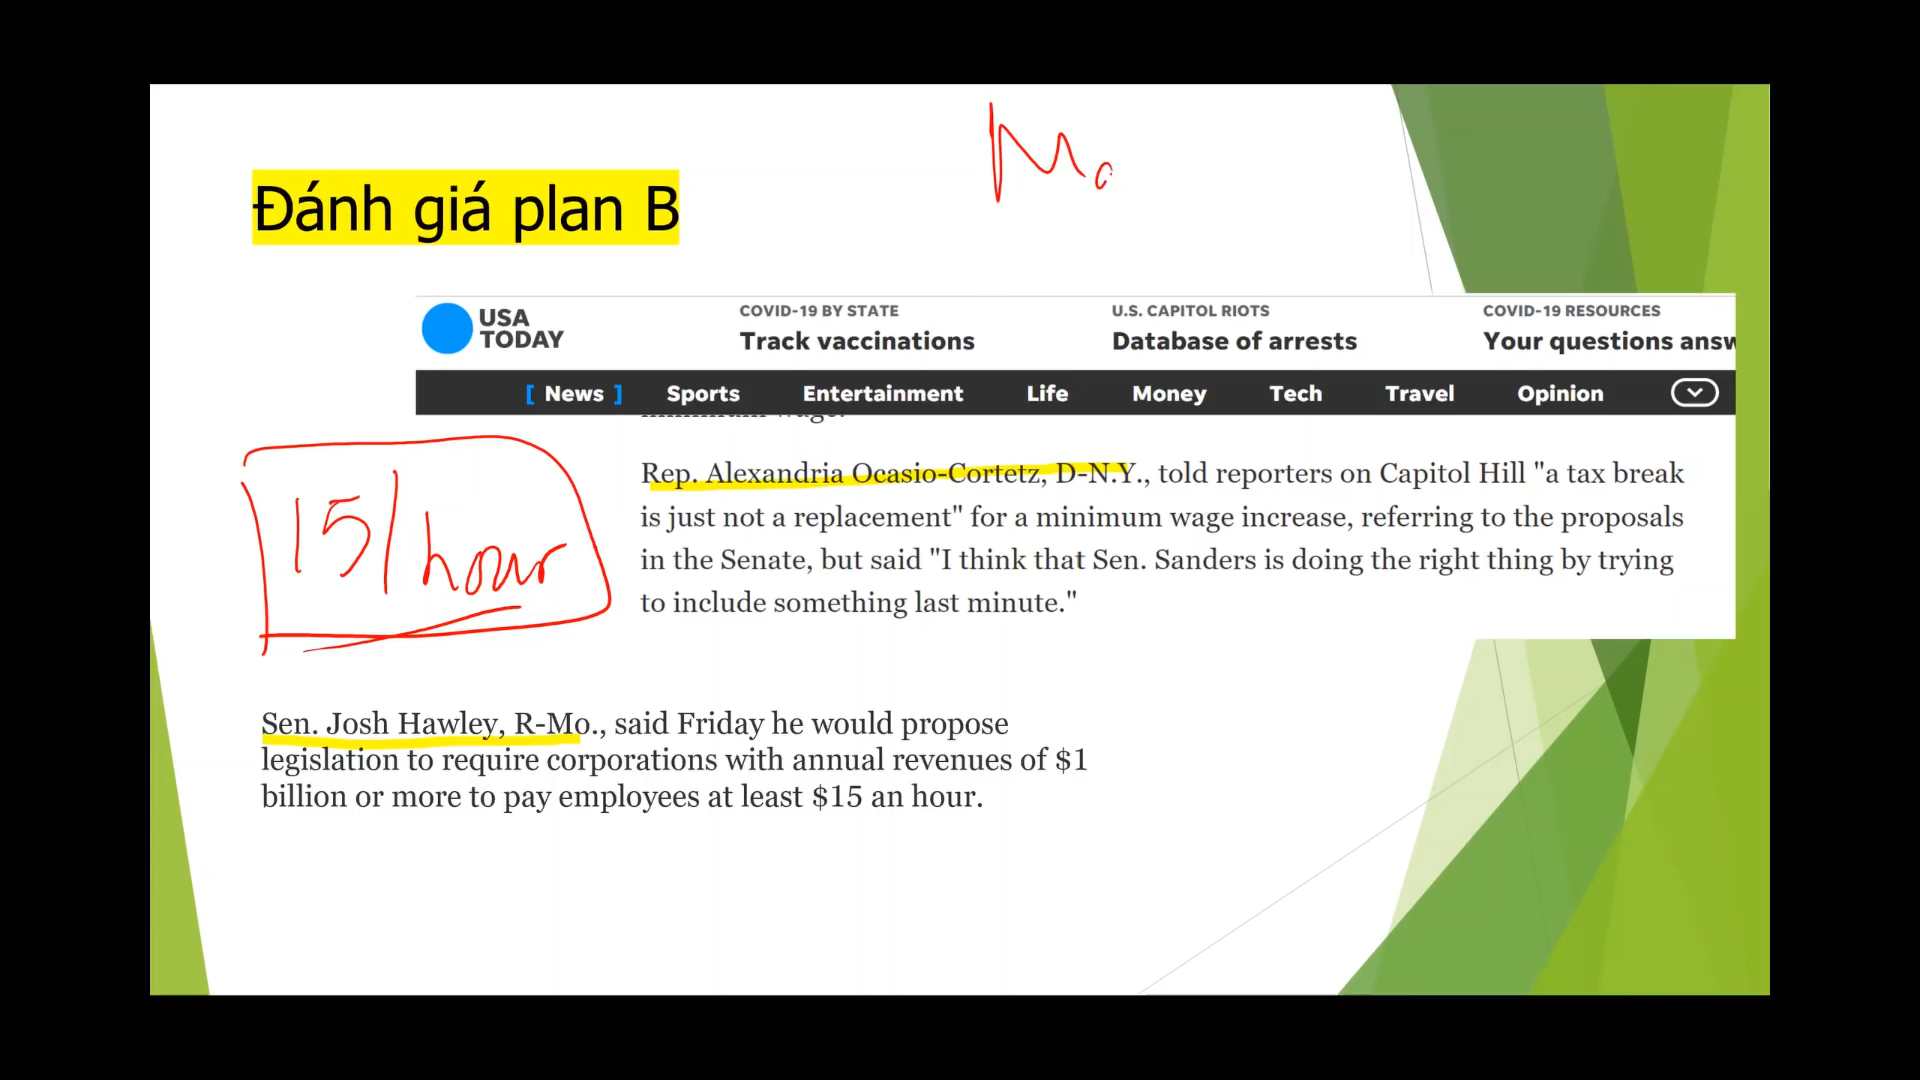 Mo
Đánh giá plan B
USA
TODAY
COVID-19 BY STATE
Track vaccinations
U.S. CAPITOL RIOTS
Database of arrests
COVID-19 RESOURCES
Your questions answ
[ News ] Sports Entertainment Life Money Tech Travel Opinion
minimum wage.
Rep. Alexandria Ocasio-Cortetz, D-N.Y., told reporters on Capitol Hill "a tax break
is just not a replacement" for a minimum wage increase, referring to the proposals
in the Senate, but said "I think that Sen. Sanders is doing the right thing by trying
to include something last minute."
15/hour
Sen. Josh Hawley, R-Mo., said Friday he would propose
legislation to require corporations with annual revenues of $1
billion or more to pay employees at least $15 an hour.